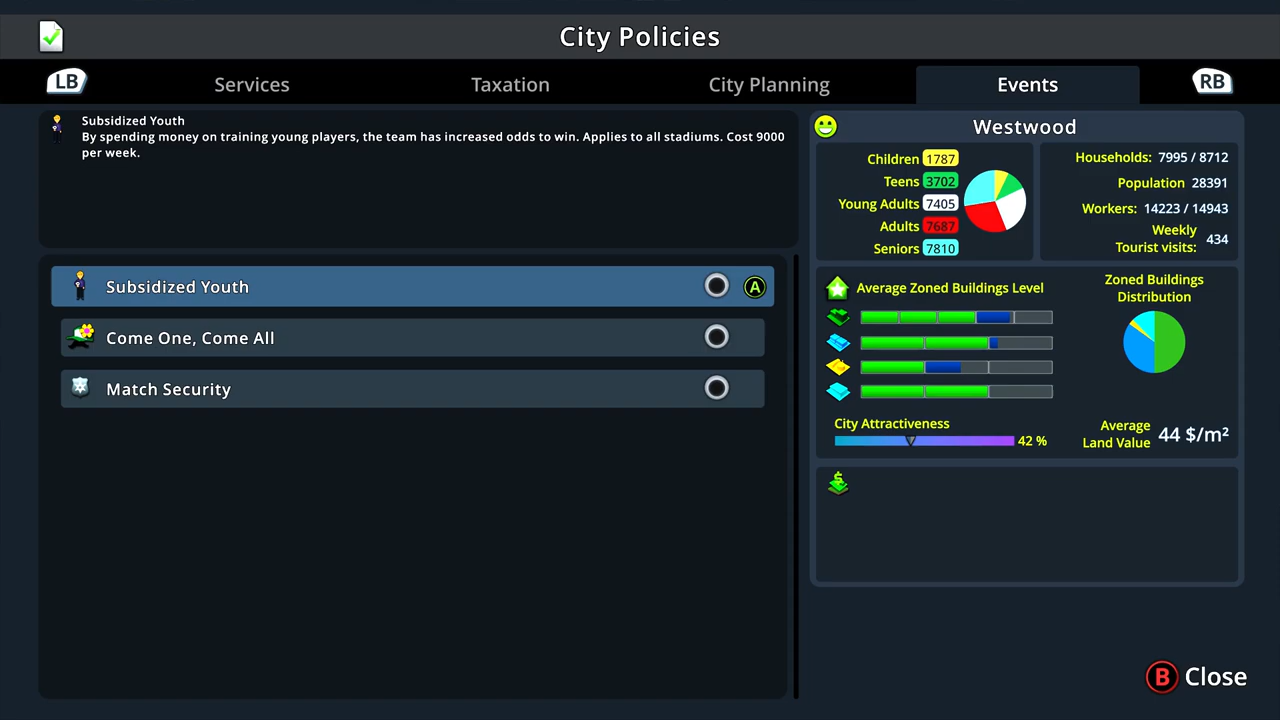 City Policies
LB
Services
Taxation
City Planning
Events
RB
Subsidized Youth
By spending money on training young players, the team has increased odds to win. Applies to all stadiums. Cost 9000
per week.
Subsidized Youth
A
Come One, Come All
Match Security
Westwood
Children 1787
Teens 3702
Young Adults 7405
Adults 7687
Seniors 7810
Households: 7995 / 8712
Population 28391
Workers: 14223 / 14943
Weekly
Tourist visits: 434
Average Zoned Buildings Level
Zoned Buildings
Distribution
City Attractiveness
42 %
Average
Land Value 44 $/m²
$
B Close